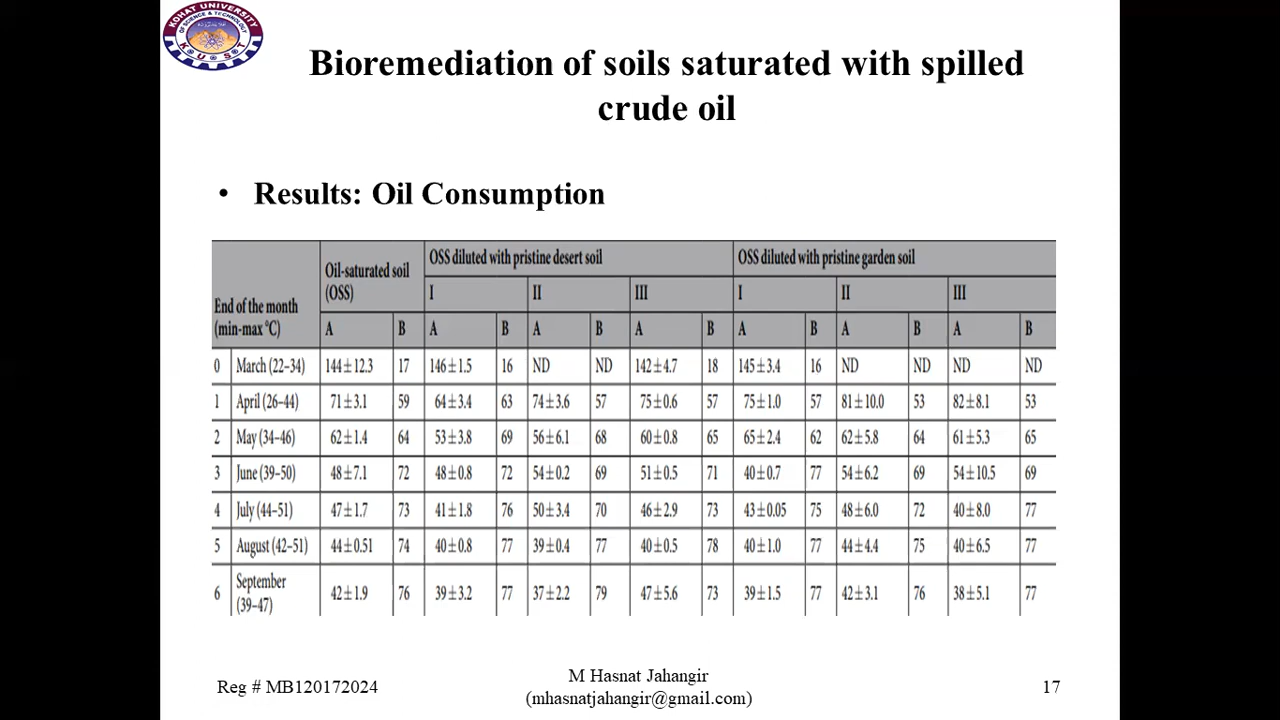 KOHAT UNIVERSITY
OF SCIENCE & TECHNOLOGY
K U S T
Bioremediation of soils saturated with spilled
crude oil
• Results: Oil Consumption
End of the month (min-max °C) Oil-saturated soil (OSS) OSS diluted with pristine desert soil OSS diluted with pristine garden soil
I II III I II III
A B A B A B A B A B A B A B
0 March (22–34) 144±12.3 17 146±1.5 16 ND ND 142±4.7 18 145±3.4 16 ND ND ND ND
1 April (26–44) 71±3.1 59 64±3.4 63 74±3.6 57 75±0.6 57 75±1.0 57 81±10.0 53 82±8.1 53
2 May (34–46) 62±1.4 64 53±3.8 69 56±6.1 68 60±0.8 65 65±2.4 62 62±5.8 64 61±5.3 65
3 June (39–50) 48±7.1 72 48±0.8 72 54±0.2 69 51±0.5 71 40±0.7 77 54±6.2 69 54±10.5 69
4 July (44–51) 47±1.7 73 41±1.8 76 50±3.4 70 46±2.9 73 43±0.05 75 48±6.0 72 40±8.0 77
5 August (42–51) 44±0.51 74 40±0.8 77 39±0.4 77 40±0.5 78 40±1.0 77 44±4.4 75 40±6.5 77
6 September (39–47) 42±1.9 76 39±3.2 77 37±2.2 79 47±5.6 73 39±1.5 77 42±3.1 76 38±5.1 77
Reg # MB120172024
M Hasnat Jahangir
(mhasnatjahangir@gmail.com)
17